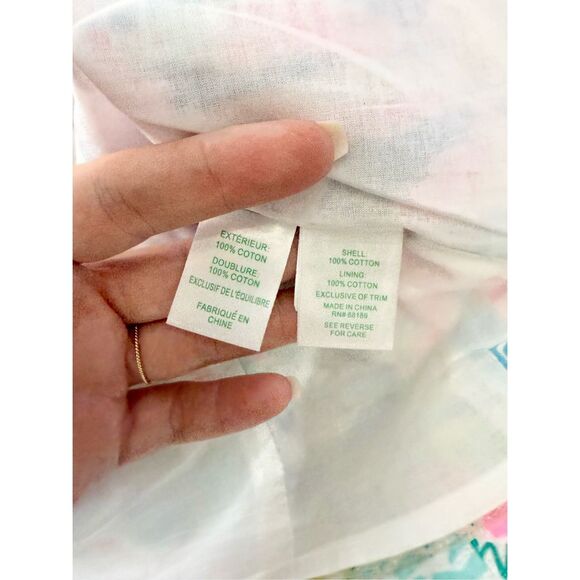 EXTÉRIEUR:
100% COTON
DOUBLURE:
100% COTON
EXCLUSIF DE L'ÉQUILIBRE
FABRIQUÉ EN
CHINE
SHELL:
100% COTTON
LINING:
100% COTTON
EXCLUSIVE OF TRIM
MADE IN CHINA
RN# 88189
SEE REVERSE
FOR CARE